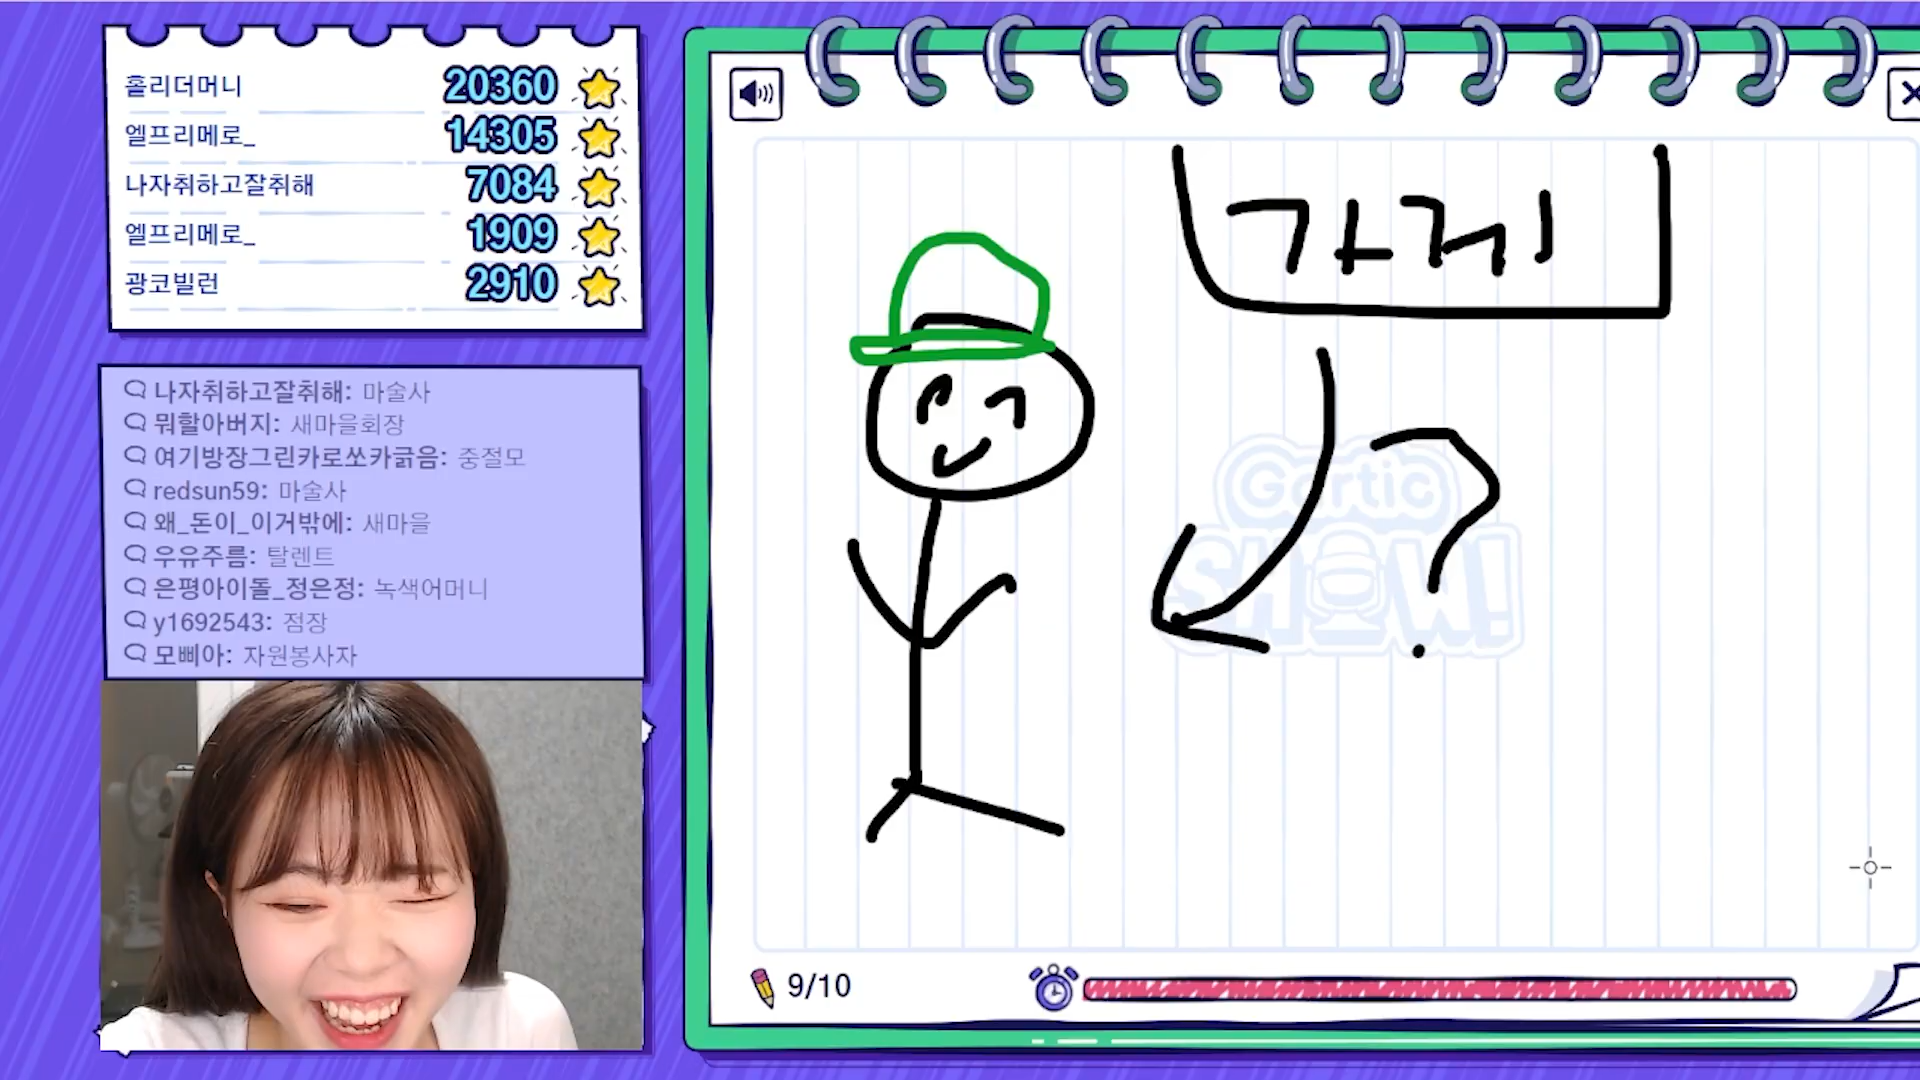 홀리더머니 20360
엘프리메로_ 14305
나자취하고잘취해 7084
엘프리메로_ 1909
광코빌런 2910
나자취하고잘취해: 마술사
뭐할아버지: 새마을회장
여기방장그린카로쏘카긁음: 중절모
redsun59: 마술사
왜_돈이_이거밖에: 새마을
우유주름: 탈렌트
은평아이돌_정은정: 녹색어머니
y1692543: 점장
모삐아: 자원봉사자
가게
?
Gartic
SHOW!
9/10